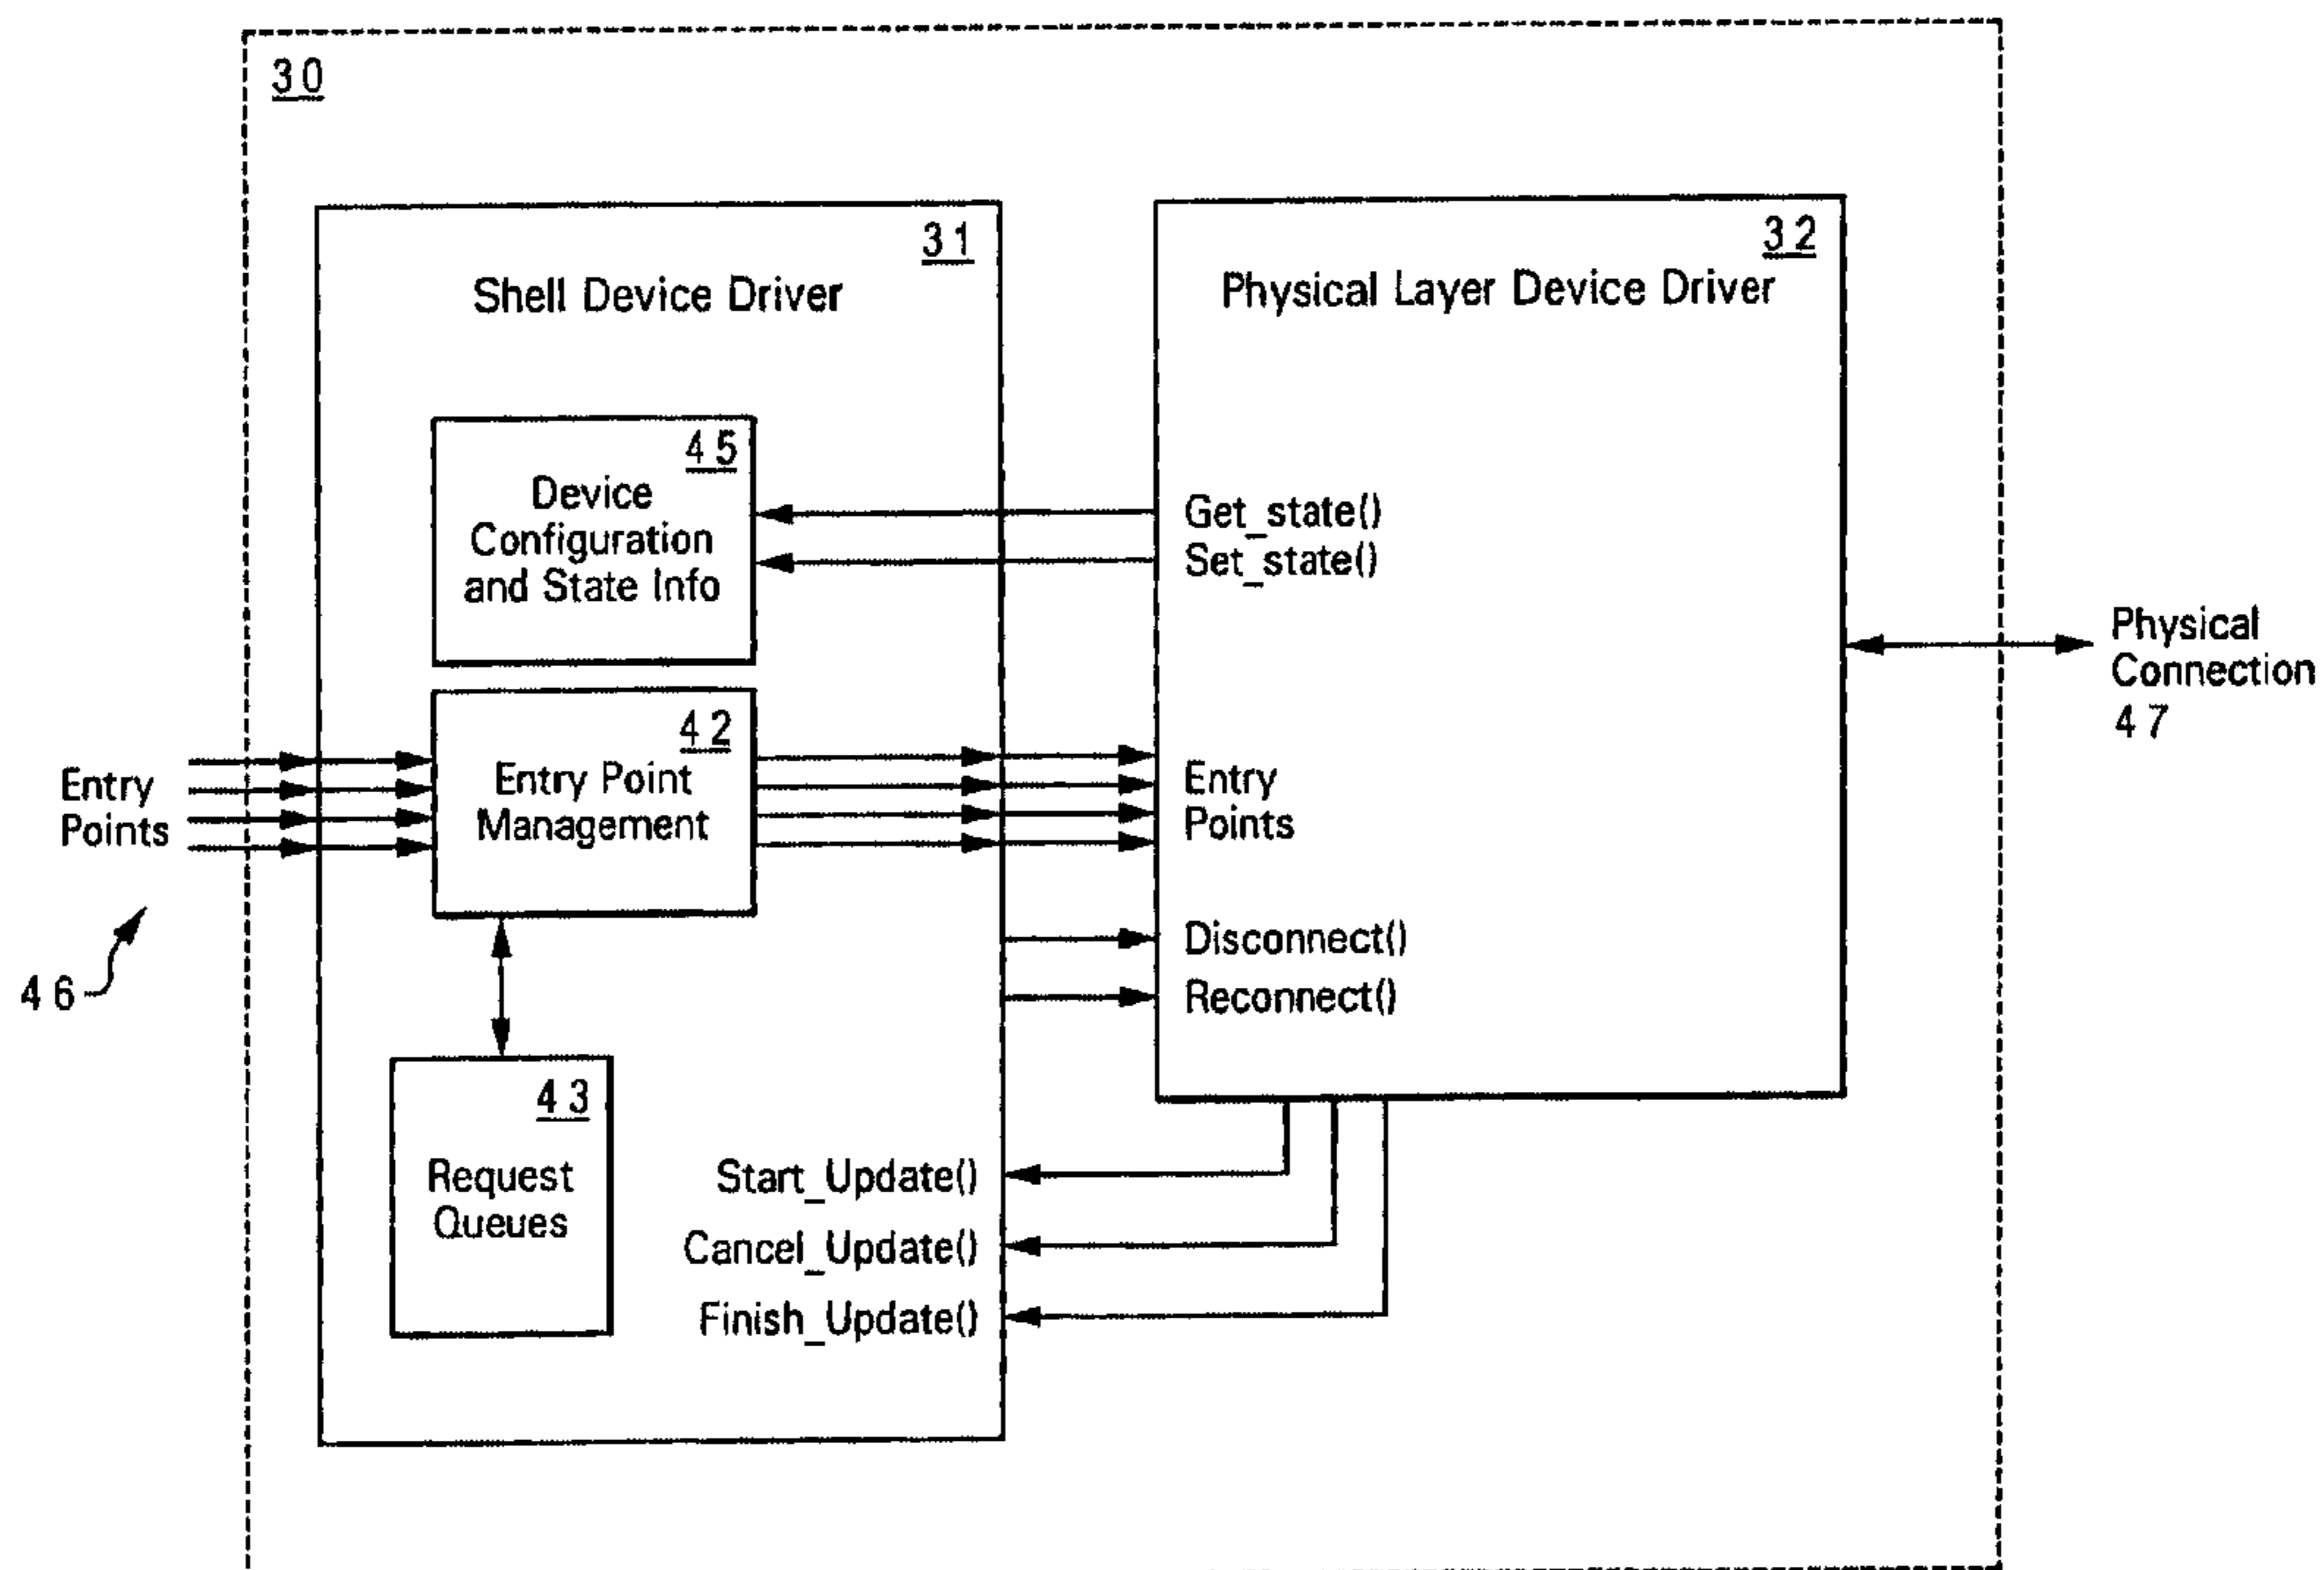 30
31
Shell Device Driver
32
Physical Layer Device Driver
45
Device
Configuration
and State Info
Get_state()
Set_state()
Physical
Connection
47
42
Entry Point
Management
Entry
Points
Entry
Points
46
Disconnect()
Reconnect()
43
Request
Queues
Start_Update()
Cancel_Update()
Finish_Update()